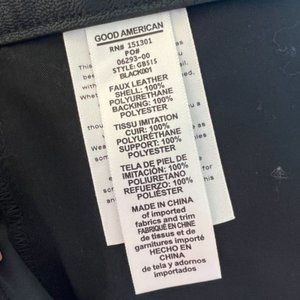 GOOD AMERICAN
RN# 151301
PO#
06293-00
STYLE: GBS15
BLACK001
FAUX LEATHER
SHELL: 100%
POLYURETHANE
BACKING: 100%
POLYESTER
TISSU IMITATION
CUIR: 100%
POLYURETHANE
SUPPORT: 100%
POLYESTER
TELA DE PIEL DE
IMITACIÓN: 100%
POLIURETANO
REFUERZO: 100%
POLIÉSTER
MADE IN CHINA
of imported
fabrics and trim
FABRIQUÉ EN CHINE
de tissus et de
garnitures importé
HECHO EN
CHINA
de tela y adornos
importados